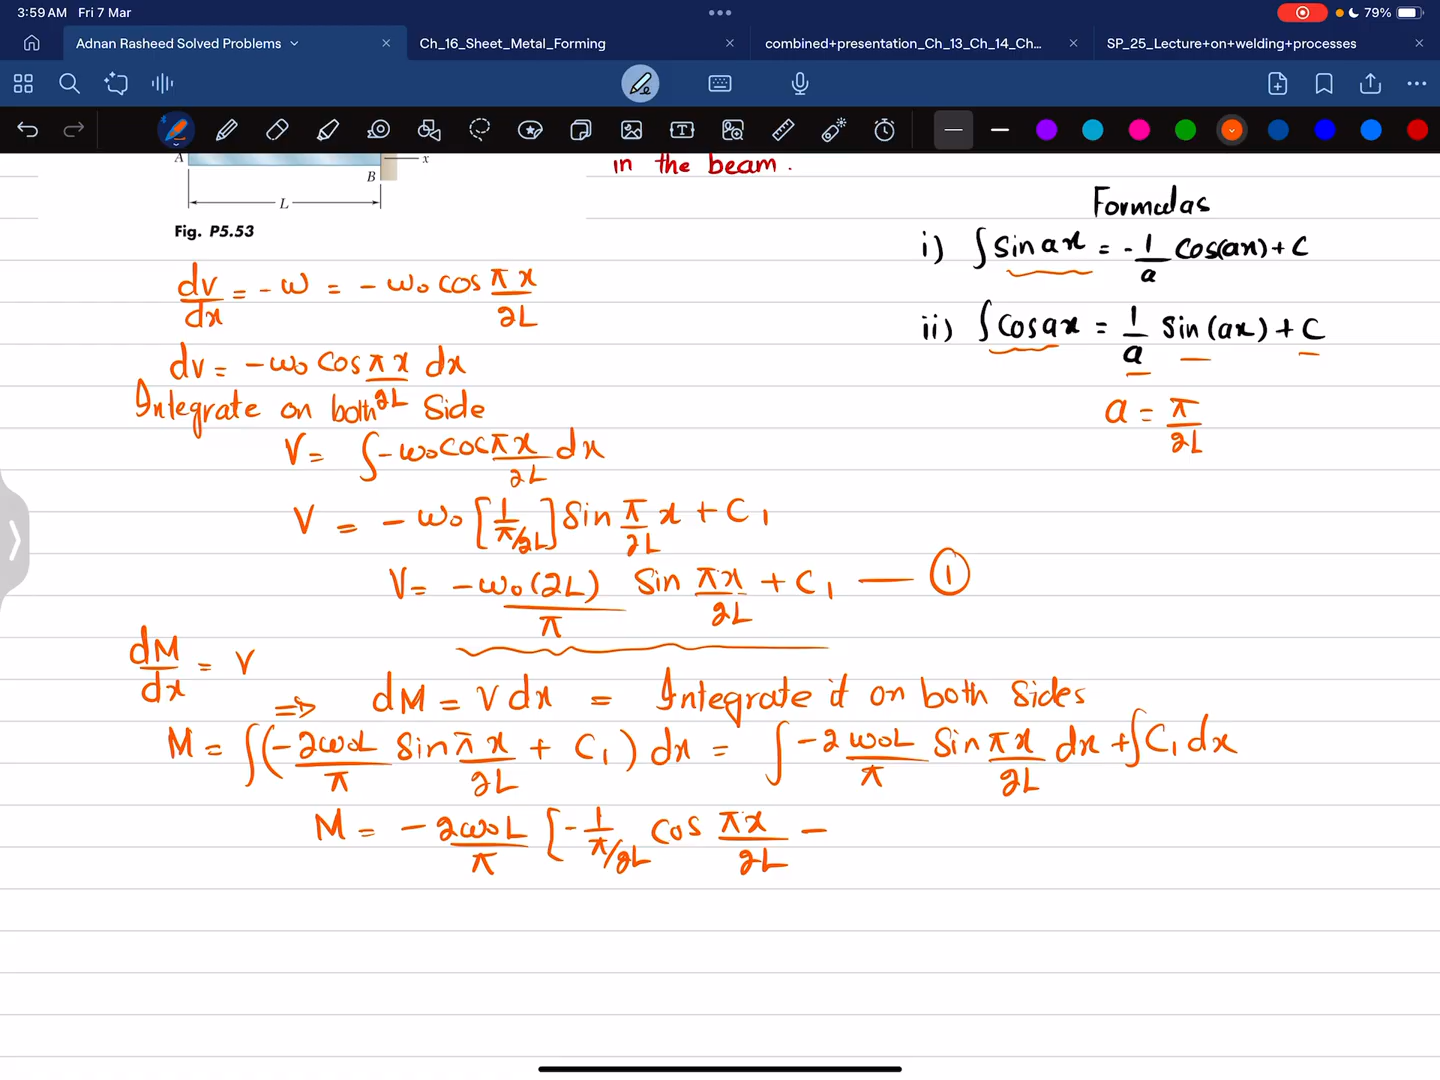 3:59 AM Fri 7 Mar
79%
Adnan Rasheed Solved Problems
Ch_16_Sheet_Metal_Forming
combined+presentation_Ch_13_Ch_14_Ch...
SP_25_Lecture+on+welding+processes
A
B
x
L
in the beam.
Fig. P5.53
Formulas
i) ∫ Sin ax = -1/a Cos(ax) + C
ii) ∫ Cos ax = 1/a Sin(ax) + C
a = π/2L
dv/dx = -w = -w₀ cos πx/2L
dv = -w₀ cos πx/2L dx
Integrate on both Side
V = ∫ -w₀ cos πx/2L dx
V = -w₀ [1/π/2L] Sin π/2L x + C₁
V = -w₀(2L)/π Sin πx/2L + C₁ — ①
dM/dx = V
⇒ dM = V dx = Integrate it on both Sides
M = ∫(-2w₀L/π Sin πx/2L + C₁) dx = ∫ -2w₀L/π Sin πx/2L dx + ∫C₁ dx
M = -2w₀L/π [-1/π/2L cos πx/2L -